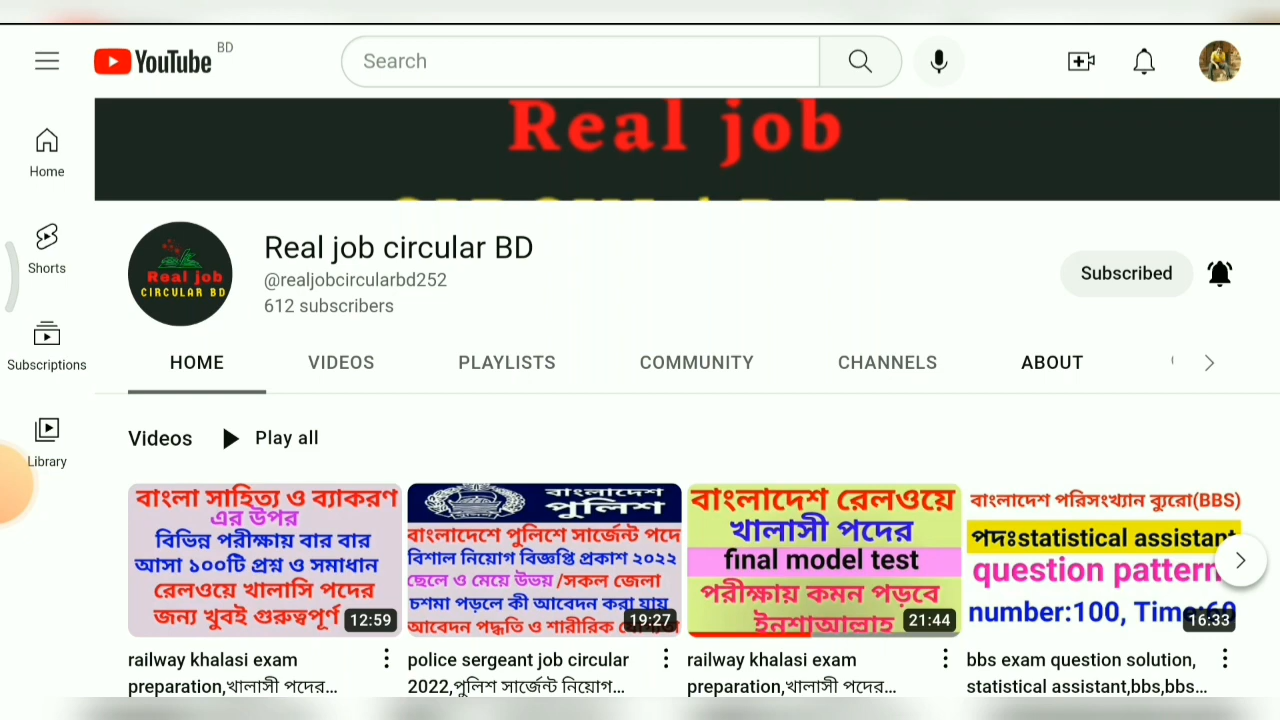 YouTube BD
Search
Real job
Home
Shorts
Subscriptions
Library
Real job
CIRCULAR BD
Real job circular BD
@realjobcircularbd252
612 subscribers
Subscribed
HOME VIDEOS PLAYLISTS COMMUNITY CHANNELS ABOUT
Videos Play all
বাংলা সাহিত্য ও ব্যাকরণ
এর উপর
বিভিন্ন পরীক্ষায় বার বার
আসা ১০০টি প্রশ্ন ও সমাধান
রেলওয়ে খালাসি পদের
জন্য খুবই গুরুত্বপূর্ণ
12:59
railway khalasi exam
preparation,খালাসী পদের...
বাংলাদেশ
পুলিশ
বাংলাদেশে পুলিশে সার্জেন্ট পদে
বিশাল নিয়োগ বিজ্ঞপ্তি প্রকাশ ২০২২
ছেলে ও মেয়ে উভয়/সকল জেলা
চশমা পড়লে কী আবেদন করা যায়
আবেদন পদ্ধতি ও শারীরিক
19:27
police sergeant job circular
2022,পুলিশ সার্জেন্ট নিয়োগ...
বাংলাদেশ রেলওয়ে
খালাসী পদের
final model test
পরীক্ষায় কমন পড়বে
ইনশাআল্লাহ
21:44
railway khalasi exam
preparation,খালাসী পদের...
বাংলাদেশ পরিসংখ্যান ব্যুরো(BBS)
পদঃstatistical assistant
question pattern
number:100, Time:60
16:33
bbs exam question solution,
statistical assistant,bbs,bbs...